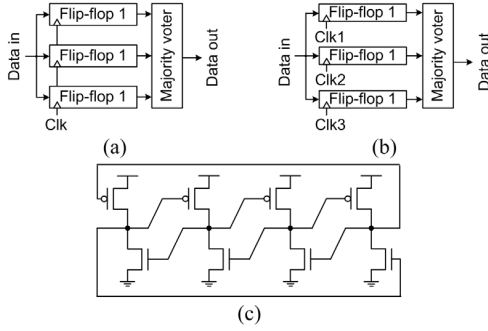 (a)
Data in
Flip-flop 1
Flip-flop 1
Flip-flop 1
Clk
Majority voter
Data out
(b)
Data in
Flip-flop 1
Clk1
Flip-flop 1
Clk2
Flip-flop 1
Clk3
Majority voter
Data out
(a)
(b)
(c)